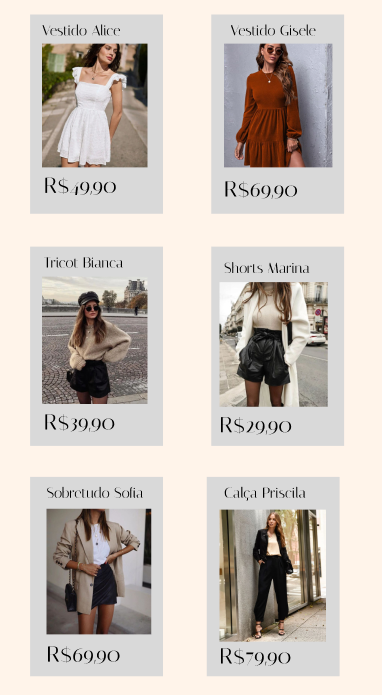 Vestido Alice
R$49,90
Vestido Gisele
R$69,90
Tricot Bianca
R$39,90
Shorts Marina
R$29,90
Sobretudo Sofia
R$69,90
Calça Priscila
R$79,90